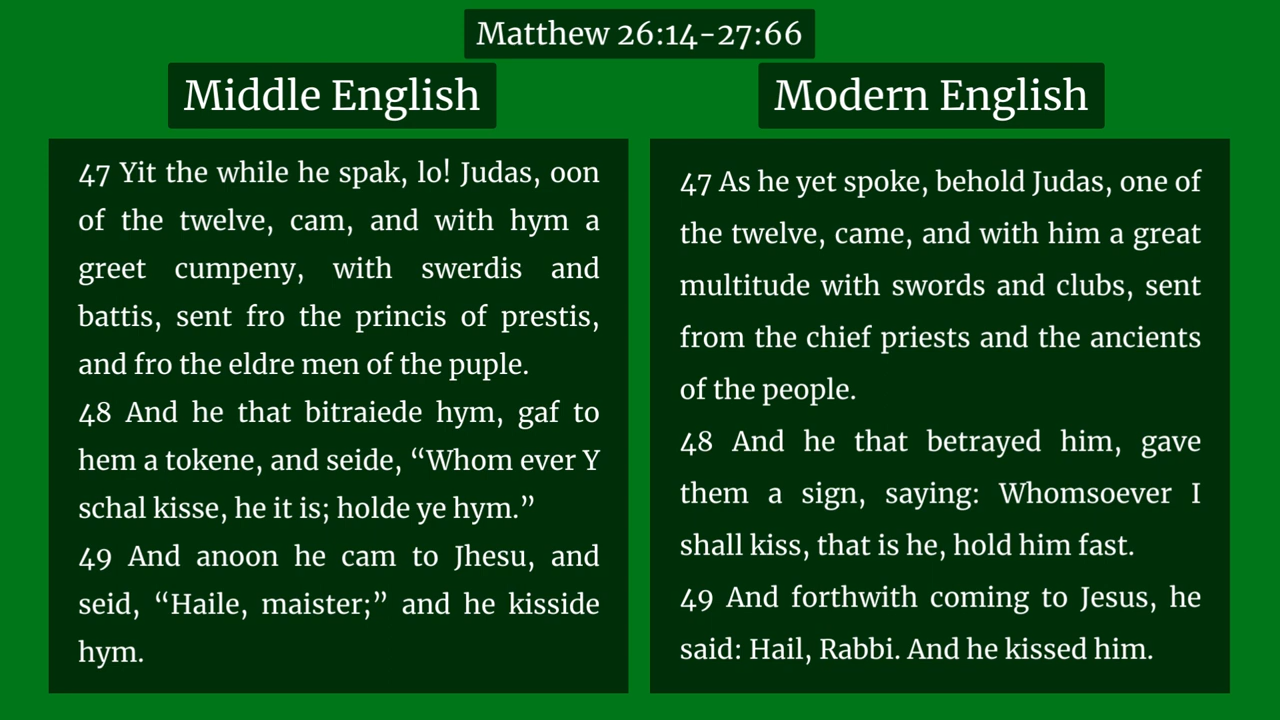 Matthew 26:14-27:66
Middle English
47 Yit the while he spak, lo! Judas, oon
of the twelve, cam, and with hym a
greet cumpeny, with swerdis and
battis, sent fro the princis of prestis,
and fro the eldre men of the puple.
48 And he that bitraiede hym, gaf to
hem a tokene, and seide, “Whom ever Y
schal kisse, he it is; holde ye hym.”
49 And anoon he cam to Jhesu, and
seid, “Haile, maister;” and he kisside
hym.
Modern English
47 As he yet spoke, behold Judas, one of
the twelve, came, and with him a great
multitude with swords and clubs, sent
from the chief priests and the ancients
of the people.
48 And he that betrayed him, gave
them a sign, saying: Whomsoever I
shall kiss, that is he, hold him fast.
49 And forthwith coming to Jesus, he
said: Hail, Rabbi. And he kissed him.